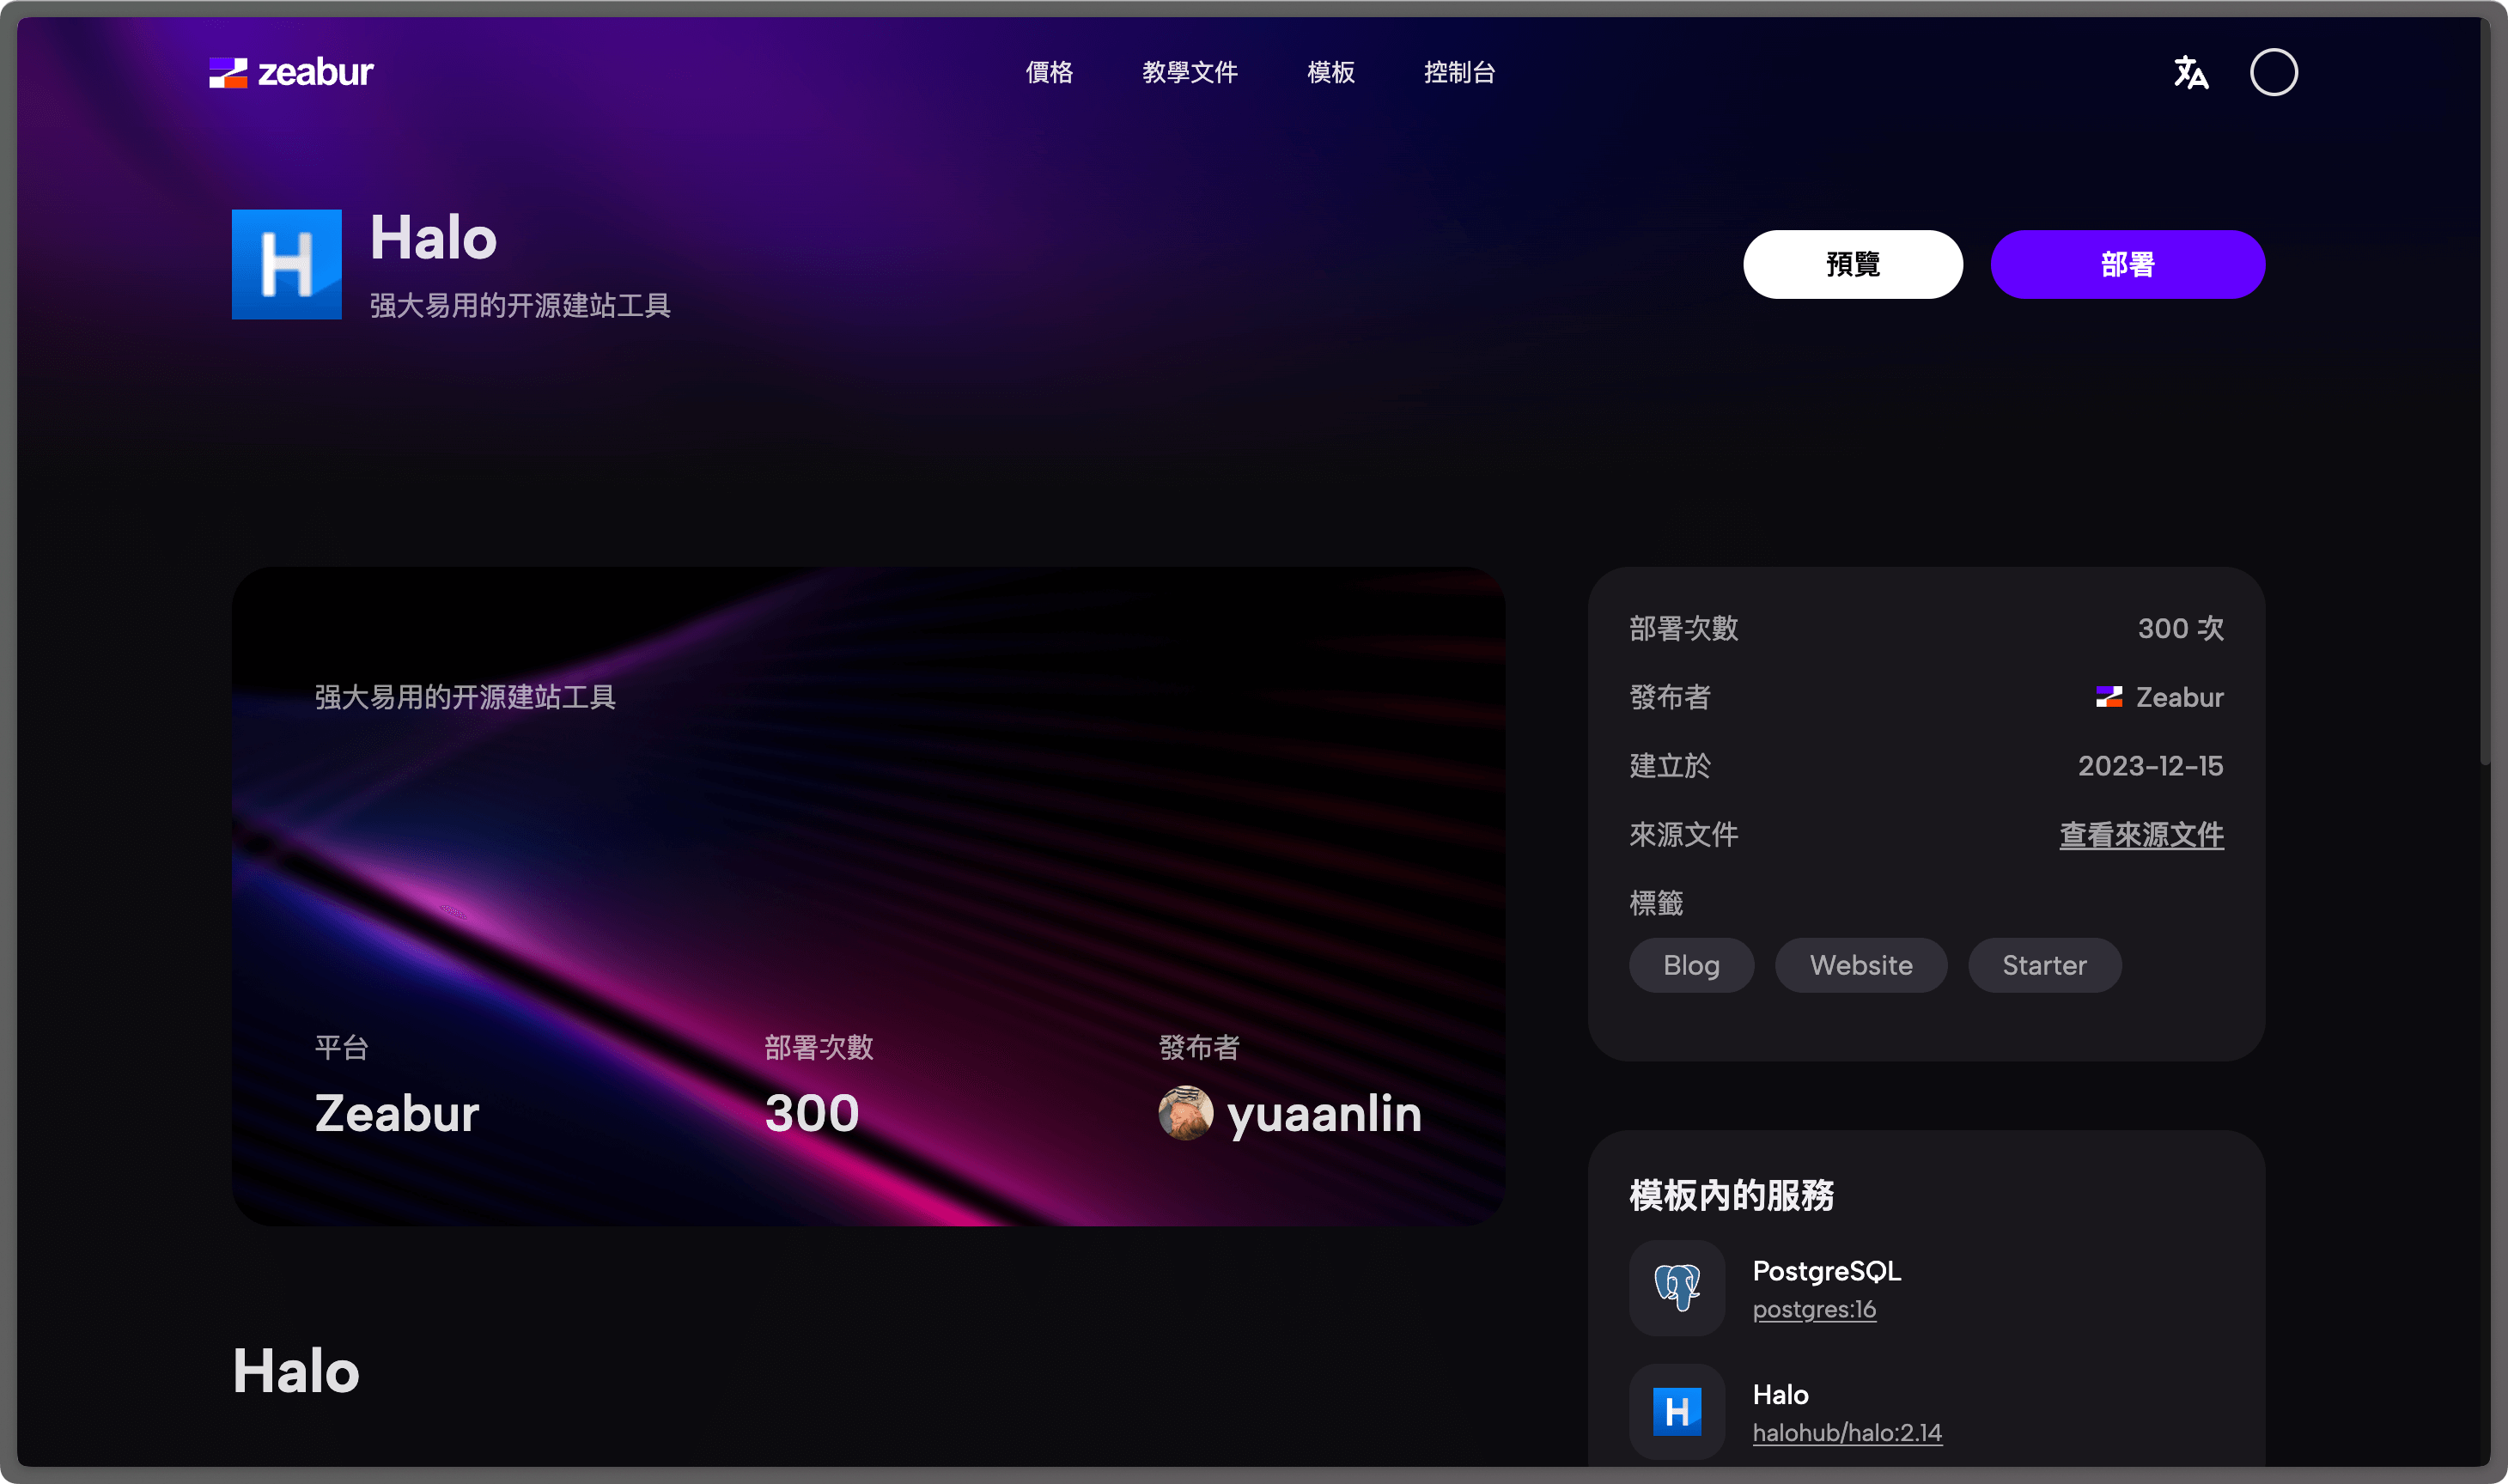 zeabur
價格
教學文件
模板
控制台
Halo
强大易用的开源建站工具
預覽
部署
强大易用的开源建站工具
平台
Zeabur
部署次數
300
發布者
yuaanlin
Halo
部署次數
300 次
發布者
Zeabur
建立於
2023-12-15
來源文件
查看來源文件
標籤
Blog
Website
Starter
模板內的服務
PostgreSQL
postgres:16
Halo
halohub/halo:2.14